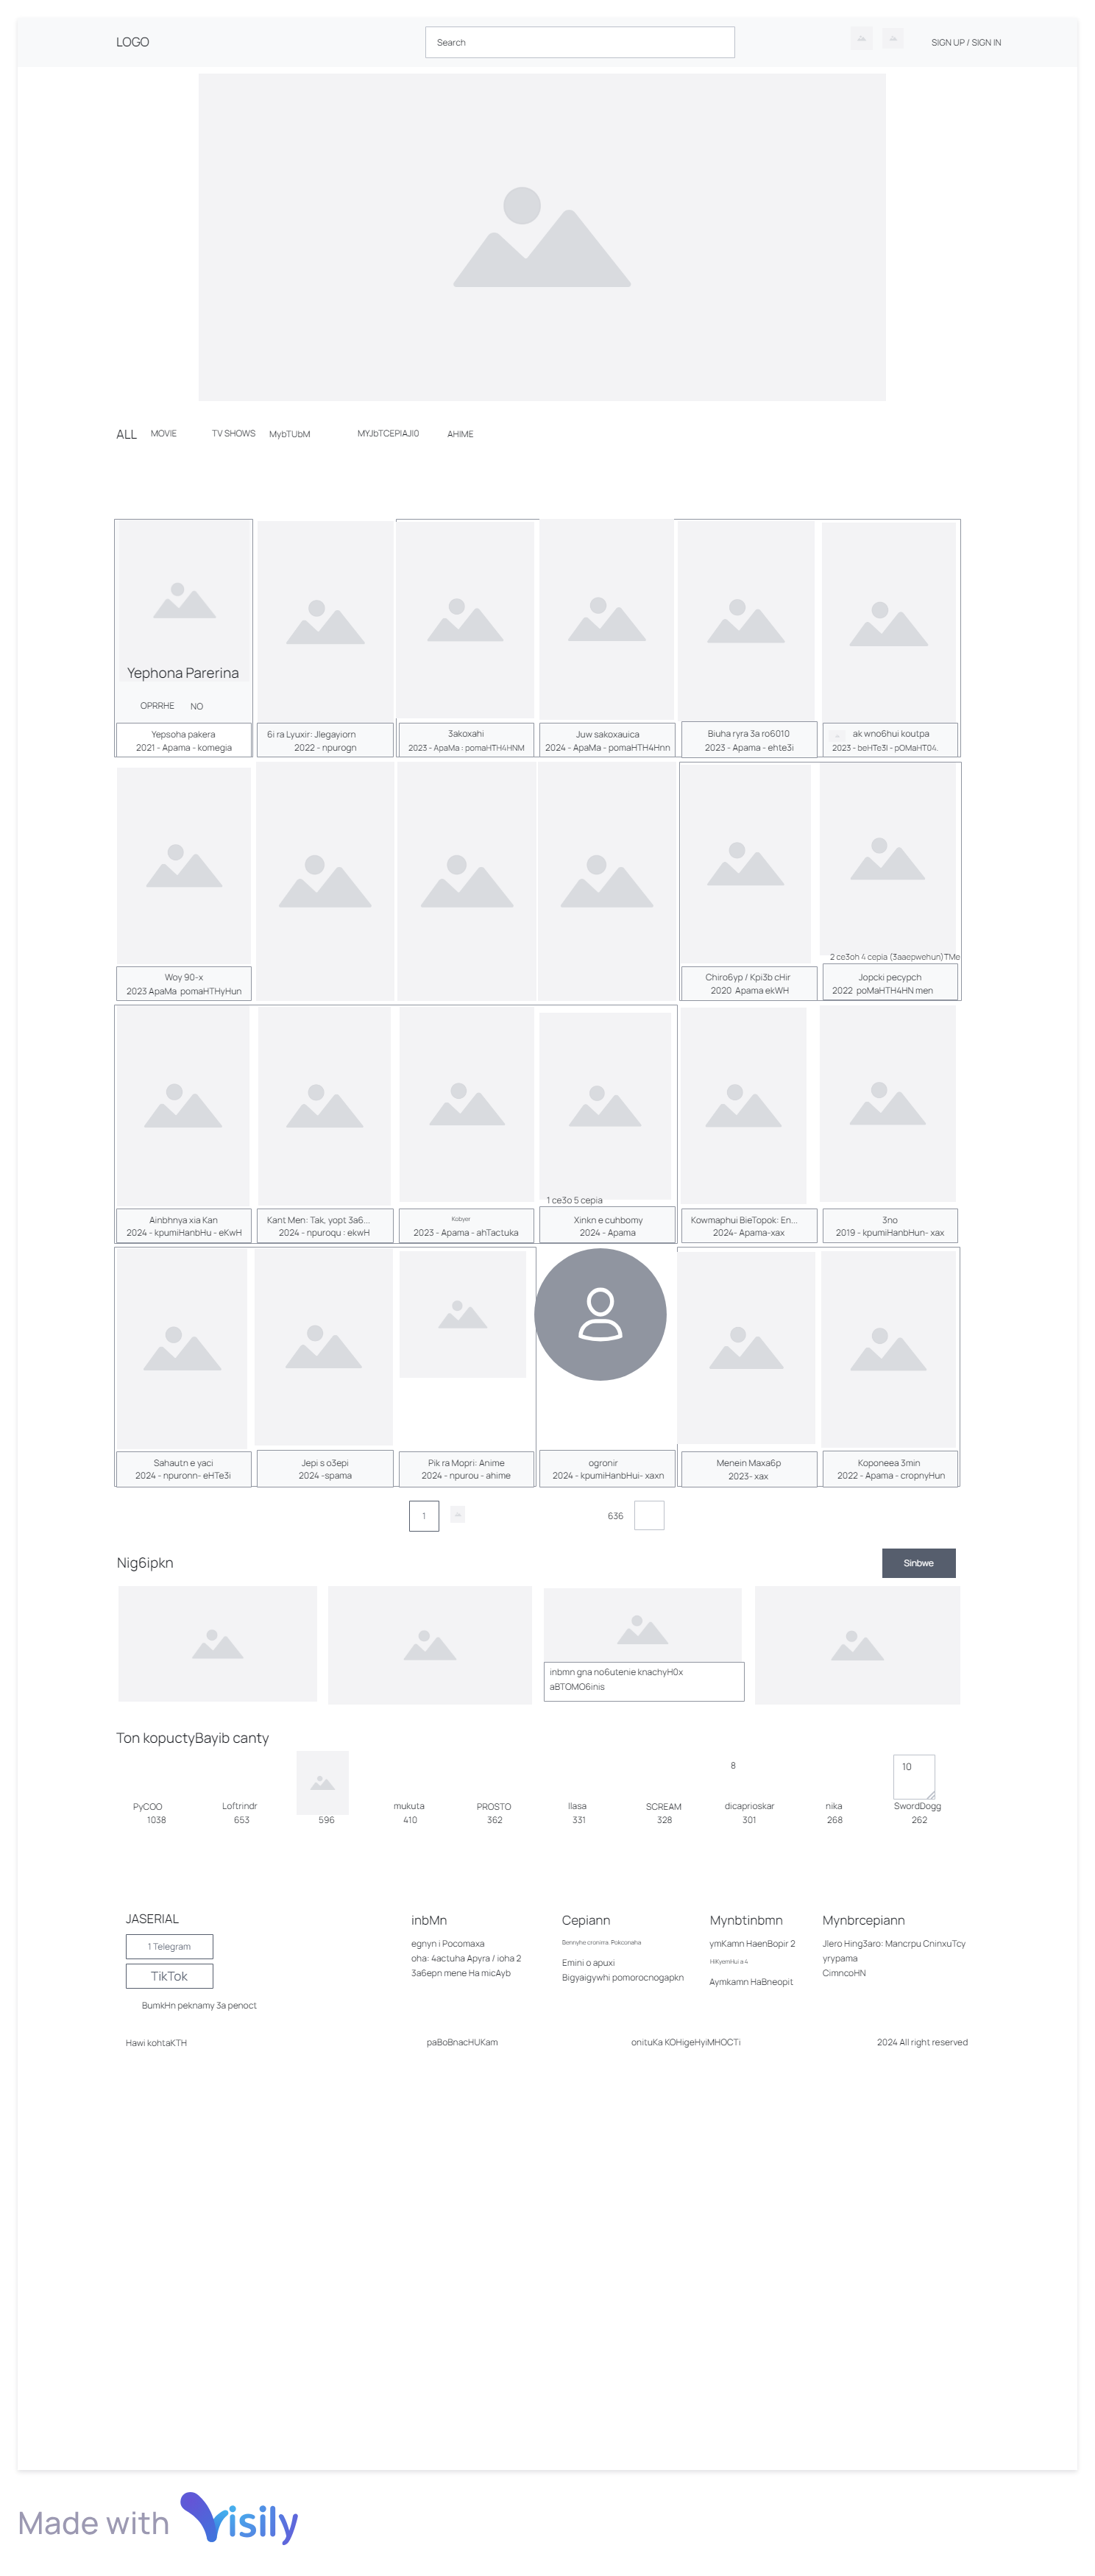 LOGO
Search
SIGN UP / SIGN IN
ALL
MOVIE
TV SHOWS
MybTUbM
MYJbTCEPIAJI0
AHIME
Yephona Parerina
OPRRHE
NO
Yepsoha pakera
2021 - Apama - komegia
6i ra Lyuxir: Jlegayiorn
2022 - npurogn
3akoxahi
2023 - ApaMa : pomaHTH4HNM
Juw sakoxauica
2024 - ApaMa - pomaHTH4Hnn
Biuha ryra 3a ro6010
2023 - Apama - ehte3i
ak wno6hui koutpa
2023 - beHTe3l - pOMaHT04.
Woy 90-x
2023 ApaMa pomaHTHyHun
Chiro6yp / Kpi3b cHir
2020 Apama ekWH
2 ce3oh 4 cepia (3aaepwehun)TMe
Jopcki pecypch
2022 poMaHTH4HN men
Ainbhnya xia Kan
2024 - kpumiHanbHu - eKwH
Kant Men: Tak, yopt 3a6...
2024 - npuroqu : ekwH
Kobyer
2023 - Apama - ahTactuka
1 ce3o 5 cepia
Xinkn e cuhbomy
2024 - Apama
Kowmaphui BieTopok: En...
2024- Apama-xax
3no
2019 - kpumiHanbHun- xax
Sahautn e yaci
2024 - npuronn- eHTe3i
Jepi s o3epi
2024 -spama
Pik ra Mopri: Anime
2024 - npurou - ahime
ogronir
2024 - kpumiHanbHui- xaxn
Menein Maxa6p
2023- xax
Koponeea 3min
2022 - Apama - cropnyHun
1
636
Nig6ipkn
Sinbwe
inbmn gna no6utenie knachyH0x
aBTOMO6inis
Ton kopuctyBayib canty
PyCOO
1038
Loftrindr
653
596
mukuta
410
PROSTO
362
Ilasa
331
SCREAM
328
8
dicaprioskar
301
nika
268
10
SwordDogg
262
JASERIAL
1 Telegram
TikTok
BumkHn peknamy 3a penoct
inbMn
egnyn i Pocomaxa
oha: 4actuha Apyra / ioha 2
3a6epn mene Ha micAyb
Cepiann
Bennyhe cronirra Pokconaha
Emini o apuxi
Bigyaigywhi pomorocnogapkn
Mynbtinbmn
ymKamn HaenBopir 2
HiKyemHui a 4
Aymkamn HaBneopit
Mynbrcepiann
Jlero Hing3aro: Mancrpu CninxuTcy
yrypama
CimncoHN
Hawi kohtaKTH
paBoBnacHUKam
onituKa KOHigeHyiMHOCTi
2024 All right reserved
Made with Visily